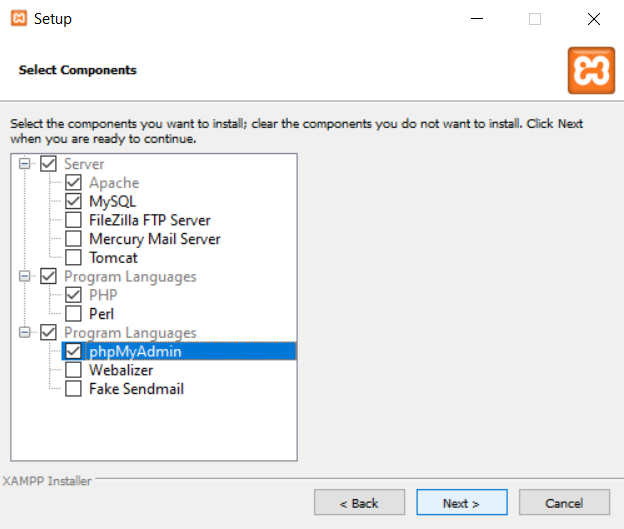 Setup
Select Components
Select the components you want to install; clear the components you do not want to install. Click Next
when you are ready to continue.
Server
Apache
MySQL
FileZilla FTP Server
Mercury Mail Server
Tomcat
Program Languages
PHP
Perl
Program Languages
phpMyAdmin
Webalizer
Fake Sendmail
XAMPP Installer
< Back
Next >
Cancel